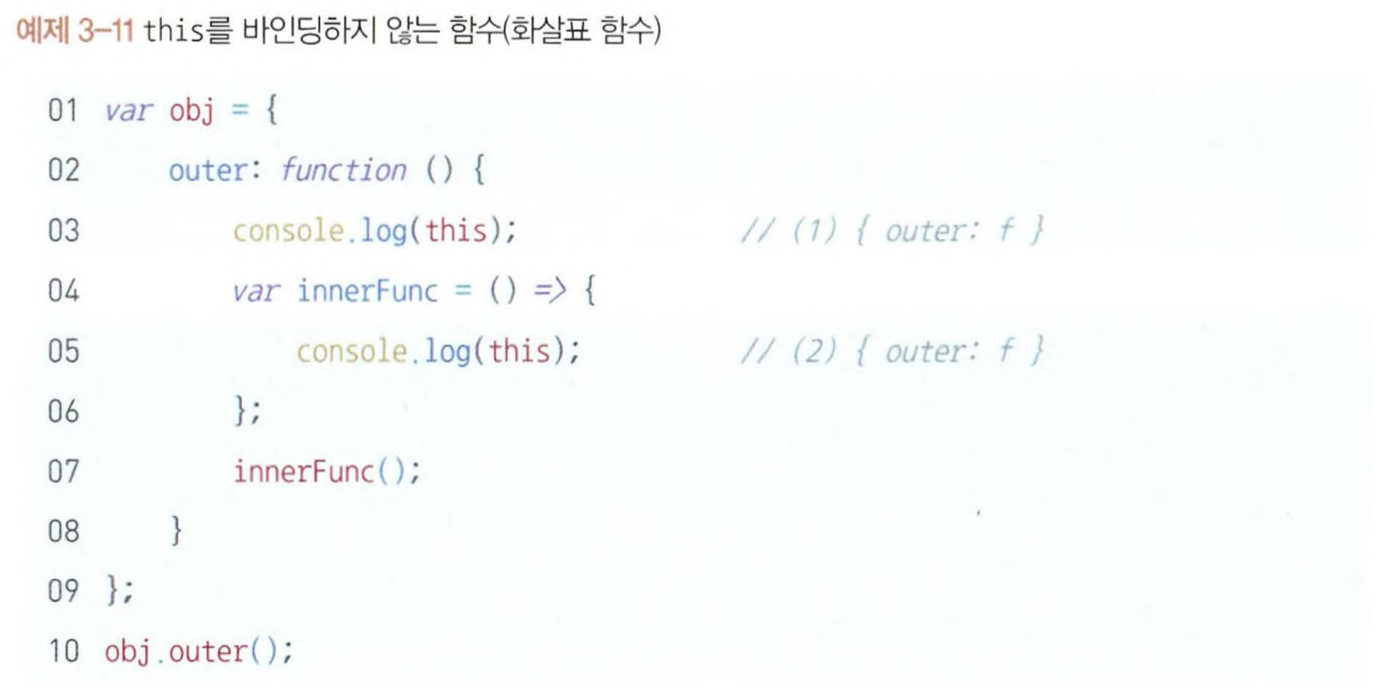 예제 3-11 this를 바인딩하지 않는 함수(화살표 함수)
01 var obj = {
02     outer: function () {
03         console.log(this);          // (1) { outer: f }
04         var innerFunc = () => {
05             console.log(this);      // (2) { outer: f }
06         };
07         innerFunc();
08     }
09 };
10 obj.outer();